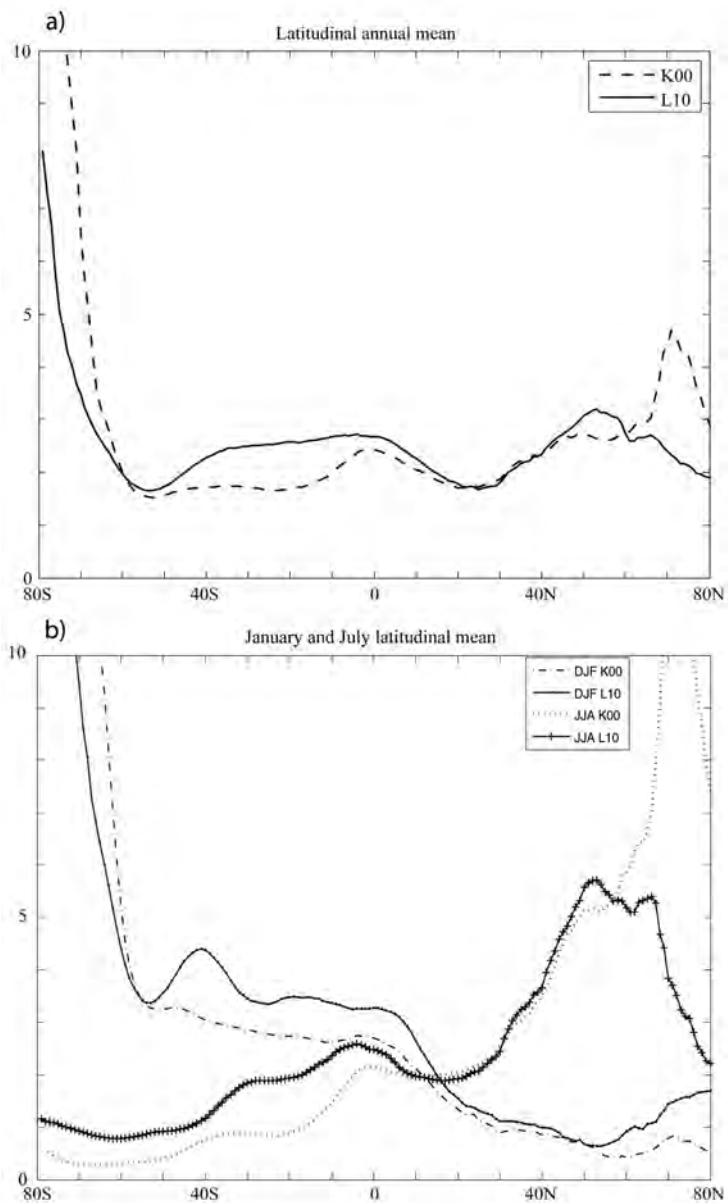 a)
Latitudinal annual mean
10
K00
L10
5
0
80S 40S 0 40N 80N
b)
January and July latitudinal mean
10
DJF K00
DJF L10
JJA K00
JJA L10
5
0
80S 40S 0 40N 80N